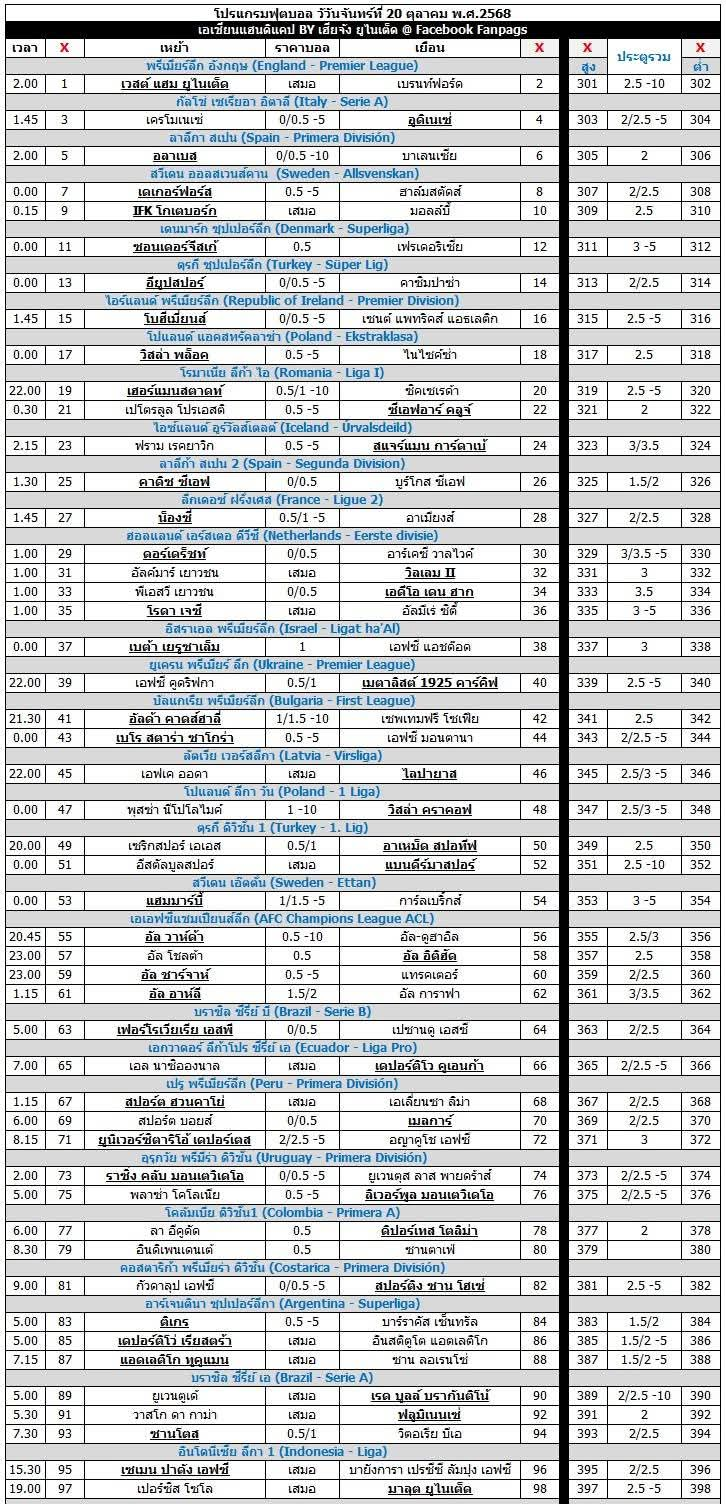 โปรแกรมฟุตบอล วัวันจันทร์ที่ 20 ตุลาคม พ.ศ.2568
เอเชียนแฮนดิแคป BY เฮียจัง ยูไนเต็ด @ Facebook Fanpags
เวลา X เหย้า ราคาบอล เยือน X X สูง ประตูรวม X ต่ำ
พรีเมียร์ลีก อังกฤษ (England - Premier League)
2.00 1 เวสต์ แฮม ยูไนเต็ด เสมอ เบรนท์ฟอร์ด 2 301 2.5 -10 302
กัลโช่ เซเรียอา อิตาลี (Italy - Serie A)
1.45 3 เครโมเนเซ่ 0/0.5 -5 อูดิเนเซ่ 4 303 2/2.5 -5 304
ลาลีกา สเปน (Spain - Primera División)
2.00 5 อลาเบส 0/0.5 -10 บาเลนเซีย 6 305 2 306
สวีเดน ออลสเวนส์คาน (Sweden - Allsvenskan)
0.00 7 เดเกอร์ฟอร์ส 0.5 -5 ฮาล์มสตัดส์ 8 307 2/2.5 308
0.15 9 IFK โกเตบอร์ก เสมอ มอลล์บี้ 10 309 2.5 310
เดนมาร์ก ซุปเปอร์ลีก (Denmark - Superliga)
0.00 11 ซอนเดอร์จีสเก้ 0.5 เฟรเดอริเซีย 12 311 3 -5 312
ตุรกี ซุปเปอร์ลีก (Turkey - Süper Lig)
0.00 13 อียูปสปอร์ 0/0.5 -5 คาซิมปาซ่า 14 313 2/2.5 314
ไอร์แลนด์ พรีเมียร์ลีก (Republic of Ireland - Premier Division)
1.45 15 โบฮีเมี่ยนส์ 0/0.5 -5 เซนต์ แพทริคส์ แอธเลติก 16 315 2.5 -5 316
โปแลนด์ แอคสทร์คลาซ่า (Poland - Ekstraklasa)
0.00 17 วิสล่า พล็อค 0.5 -5 ไนไซค์ซ่า 18 317 2.5 318
โรมาเนีย ลีก้า ไอ (Romania - Liga I)
22.00 19 เฮอร์แมนสตาดท์ 0.5/1 -10 ซิคเซเรด้า 20 319 2.5 -5 320
0.30 21 เปโตรลูล โปรเอสติ 0.5 -5 ซีเอฟอาร์ คลูจ์ 22 321 2 322
ไอซ์แลนด์ อูร์วัลส์เดลด์ (Iceland - Úrvalsdeild)
2.15 23 ฟราม เรคยาวิก 0.5 -5 สแจร์แมน การ์ดาเบ้ 24 323 3/3.5 324
ลาลีก้า สเปน 2 (Spain - Segunda Division)
1.30 25 คาดิซ ซีเอฟ 0/0.5 บูร์โกส ซีเอฟ 26 325 1.5/2 326
ลีกเดอซ์ ฝรั่งเศส (France - Ligue 2)
1.45 27 น็องซี่ 0.5/1 -5 อาเมียงส์ 28 327 2/2.5 328
ฮอลแลนด์ เอร์สเตอ ดีวีซี่ (Netherlands - Eerste divisie)
1.00 29 ดอร์เดร็ชท์ 0/0.5 อาร์เคซี วาลไวค์ 30 329 3/3.5 -5 330
1.00 31 อัลค์มาร์ เยาวชน เสมอ วิลเลม II 32 331 3 332
1.00 33 พีเอสวี เยาวชน 0/0.5 เอดีโอ เดน ฮาก 34 333 3.5 334
1.00 35 โรดา เจซี เสมอ อัลมีเร่ ซิตี้ 36 335 3 -5 336
อิสราเอล พรีเมียร์ลีก (Israel - Ligat ha'Al)
0.00 37 เบต้า เยรูซาเล็ม 1 เอฟซี แอชด็อด 38 337 3 338
ยูเครน พรีเมียร์ ลีก (Ukraine - Premier League)
22.00 39 เอฟซี คูดริฟกา 0.5/1 เมตาลิสต์ 1925 คาร์คิฟ 40 339 2.5 -5 340
บัลแกเรีย พรีเมียร์ลีก (Bulgaria - First League)
21.30 41 อัลด้า คาดส์ฮาลี่ 1/1.5 -10 เซพเทมฟรี โซเฟีย 42 341 2.5 342
0.00 43 เบโร สตาร่า ซาโกร่า 0.5 -5 เอฟซี มอนตานา 44 343 2/2.5 -5 344
ลัตเวีย เวอร์สลีกา (Latvia - Virsliga)
22.00 45 เอฟเค ออดา เสมอ ไลปายาส 46 345 2.5/3 -5 346
โปแลนด์ ลีกา วัน (Poland - 1 Liga)
0.00 47 พุสซ่า นีโปโลไมค์ 1 -10 วิสล่า คราคอฟ 48 347 2.5/3 -5 348
ตุรกี ดิวิชั่น 1 (Turkey - 1. Lig)
20.00 49 เซริกสปอร์ เอเอส 0.5/1 อาเหม็ด สปอทีฟ 50 349 2.5 350
0.00 51 อิสตัลบูลสปอร์ เสมอ แบนดีร์มาสปอร์ 52 351 2.5 -10 352
สวีเดน เอ๊ดตั้น (Sweden - Ettan)
0.00 53 แฮมมาร์บี้ 1/1.5 -5 การ์ลเบริ์กส์ 54 353 3 -5 354
เอเอฟซีแชมเปียนส์ลีก (AFC Champions League ACL)
20.45 55 อัล วาห์ด้า 0.5 -10 อัล-ดูฮาอิล 56 355 2.5/3 356
23.00 57 อัล โชลต้า 0.5 อัล อิติฮัด 58 357 2.5 358
23.00 59 อัล ชาร์จาห์ 0.5 -5 แทรคเตอร์ 60 359 2/2.5 360
1.15 61 อัล อาห์ลี 1.5/2 อัล การาฟา 62 361 3/3.5 362
บราซิล ซีรี่ย์ บี (Brazil - Serie B)
5.00 63 เฟอร์โรเวียเรีย เอสพี 0/0.5 เปซานดู เอสซี 64 363 2/2.5 364
เอกวาดอร์ ลีก้าโปร ซีรี่ย์ เอ (Ecuador - Liga Pro)
7.00 65 เอล นาซิอองนาล เสมอ เดปอร์ติโว คูเอนก้า 66 365 2/2.5 -5 366
เปรู พรีเมียร์ลีก (Peru - Primera División)
1.15 67 สปอร์ต ฮวนคาโย่ เสมอ เอเลี่ยนซา ลิม่า 68 367 2/2.5 368
6.00 69 สปอร์ต บอยส์ 0/0.5 เมลการ์ 70 369 2/2.5 370
8.15 71 ยูนิเวอร์ซิตาริโอ้ เดปอร์เตส 2/2.5 -5 อญาคูโช เอฟซี 72 371 3 372
อุรุกวัย พรีมีร่า ดิวิชั่น (Uruguay - Primera División)
2.00 73 ราซิ่ง คลับ มอนเตวิเดโอ 0/0.5 -5 ยูเวนตุส ลาส พายดร้าส์ 74 373 2/2.5 -5 374
5.00 75 พลาซ่า โคโลเนีย 0.5 -5 ลิเวอร์พูล มอนเตวิเดโอ 76 375 2/2.5 -5 376
โคลัมเบีย ดิวิชั่น1 (Colombia - Primera A)
6.00 77 ลา อีคูดัด 0.5 ดิปอร์เทส โตลิม่า 78 377 2 378
8.30 79 อินดิเพนเดนเต้ 0.5 ซานตาเฟ่ 80 379 380
คอสตาริก้า พรีเมียร่า ดิวิชั่น (Costarica - Primera División)
9.00 81 กัวดาลุป เอฟซี 0/0.5 -5 สปอร์ติง ซาน โฮเซ่ 82 381 2.5 -5 382
อาร์เจนตินา ซุปเปอร์ลีกา (Argentina - Superliga)
5.00 83 ติเกร 0.5 -5 บาร์ราคัส เซ็นทรัล 84 383 1.5/2 384
5.00 85 เดปอร์ติโว่ เรียสตร้า เสมอ อินสติตูโต แอตเลติโก 86 385 1.5/2 -5 386
7.15 87 แอตเลติโก ทูคูแมน เสมอ ซาน ลอเรนโซ่ 88 387 1.5/2 -5 388
บราซิล ซีรี่ย์ เอ (Brazil - Serie A)
5.00 89 ยูเวนตูเด้ เสมอ เรด บูลล์ บรากันติโน่ 90 389 2/2.5 -10 390
5.30 91 วาสโก ดา กาม่า เสมอ ฟลูมิเนนเซ่ 92 391 2 392
7.30 93 ซานโตส 0.5/1 วิตอเรีย บีเอ 94 393 2/2.5 394
อินโดนีเซีย ลีกา 1 (Indonesia - Liga)
15.30 95 เซเมน ปาดัง เอฟซี เสมอ บายังการา เปรซีซี่ ลัมปุง เอฟซี 96 395 2/2.5 396
19.00 97 เปอร์ซิส โซโล เสมอ มาลุต ยูไนเต็ด 98 397 2.5 -5 398